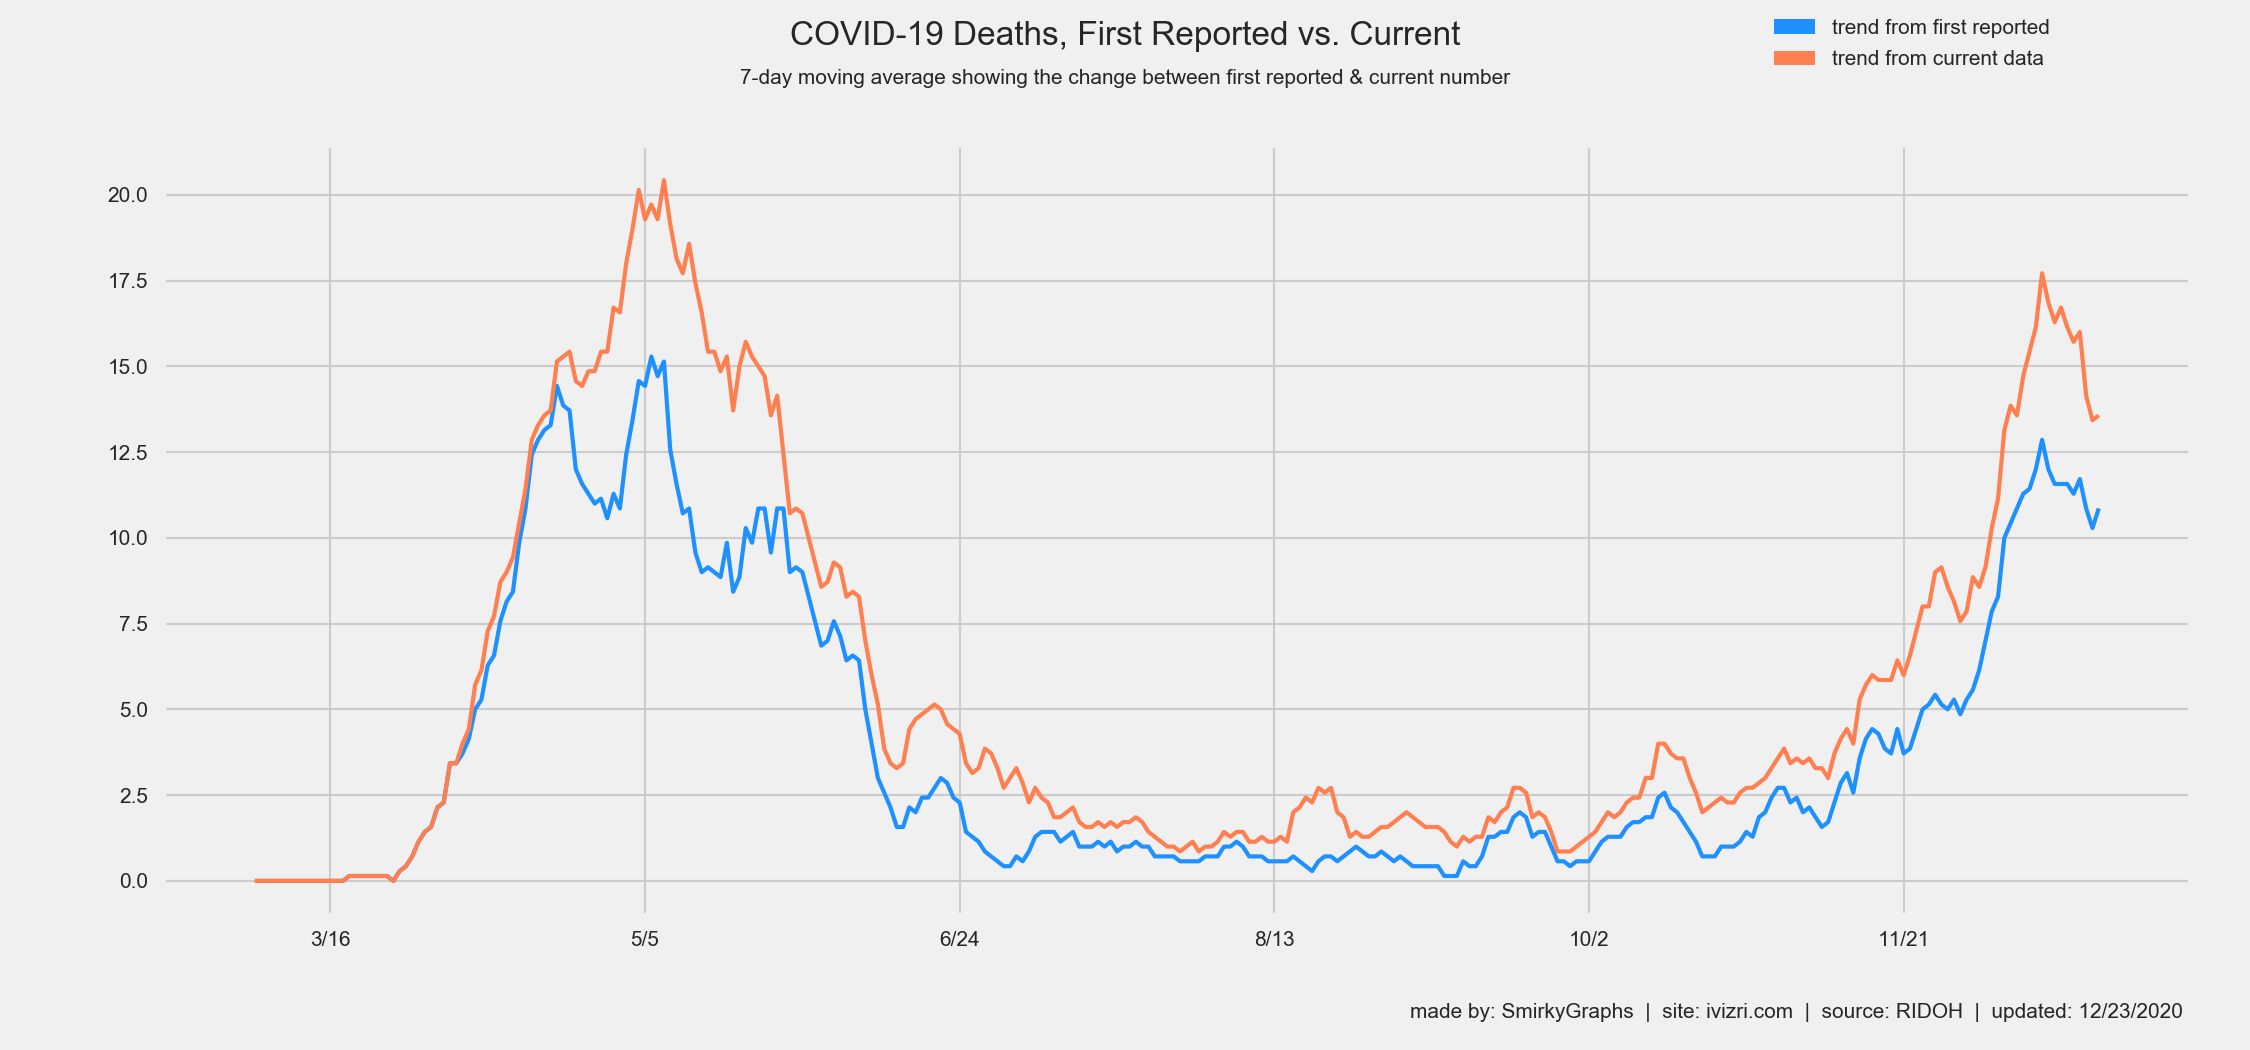 COVID-19 Deaths, First Reported vs. Current
7-day moving average showing the change between first reported & current number
trend from first reported
trend from current data
20.0
17.5
15.0
12.5
10.0
7.5
5.0
2.5
0.0
3/16 5/5 6/24 8/13 10/2 11/21
made by: SmirkyGraphs | site: ivizri.com | source: RIDOH | updated: 12/23/2020